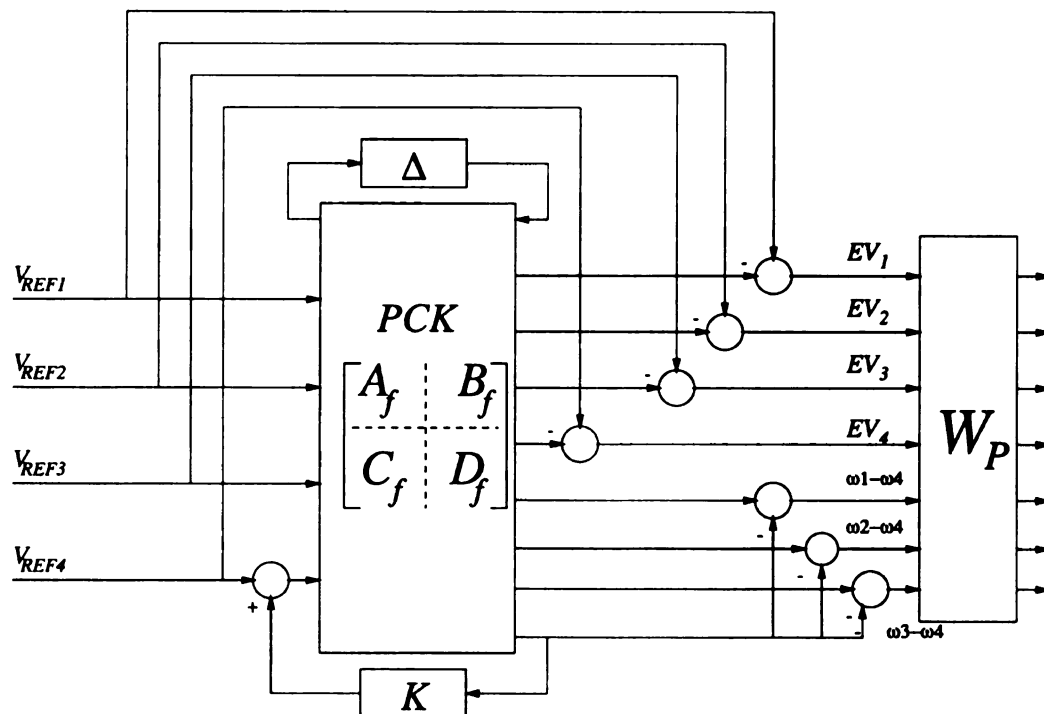 Δ
V_REF1
V_REF2
V_REF3
V_REF4
PCK
A_f B_f
C_f D_f
K
+
-
-
-
-
-
-
-
-
EV_1
EV_2
EV_3
EV_4
ω1-ω4
ω2-ω4
ω3-ω4
W_P